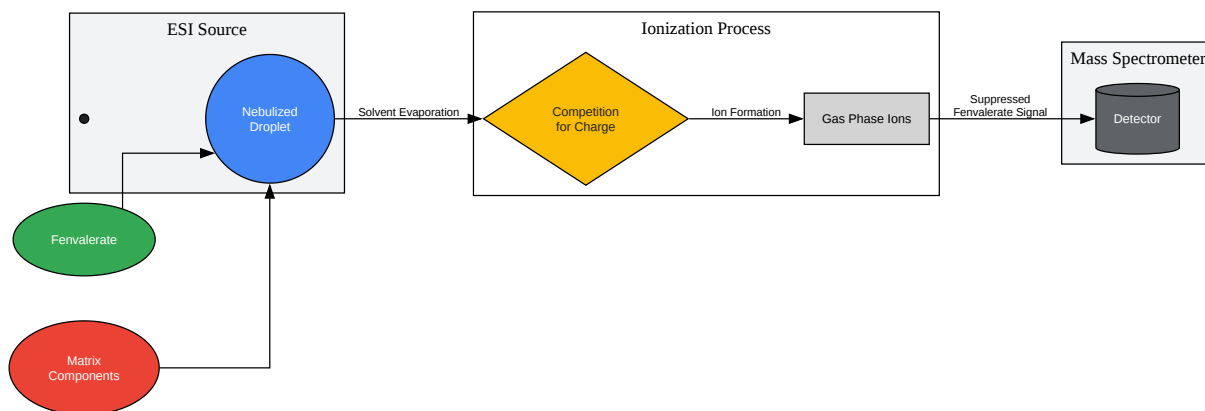 ESI Source
Nebulized
Droplet
Fenvalerate
Matrix
Components
Solvent Evaporation
Ionization Process
Competition
for Charge
Ion Formation
Gas Phase Ions
Suppressed
Fenvalerate Signal
Mass Spectrometer
Detector